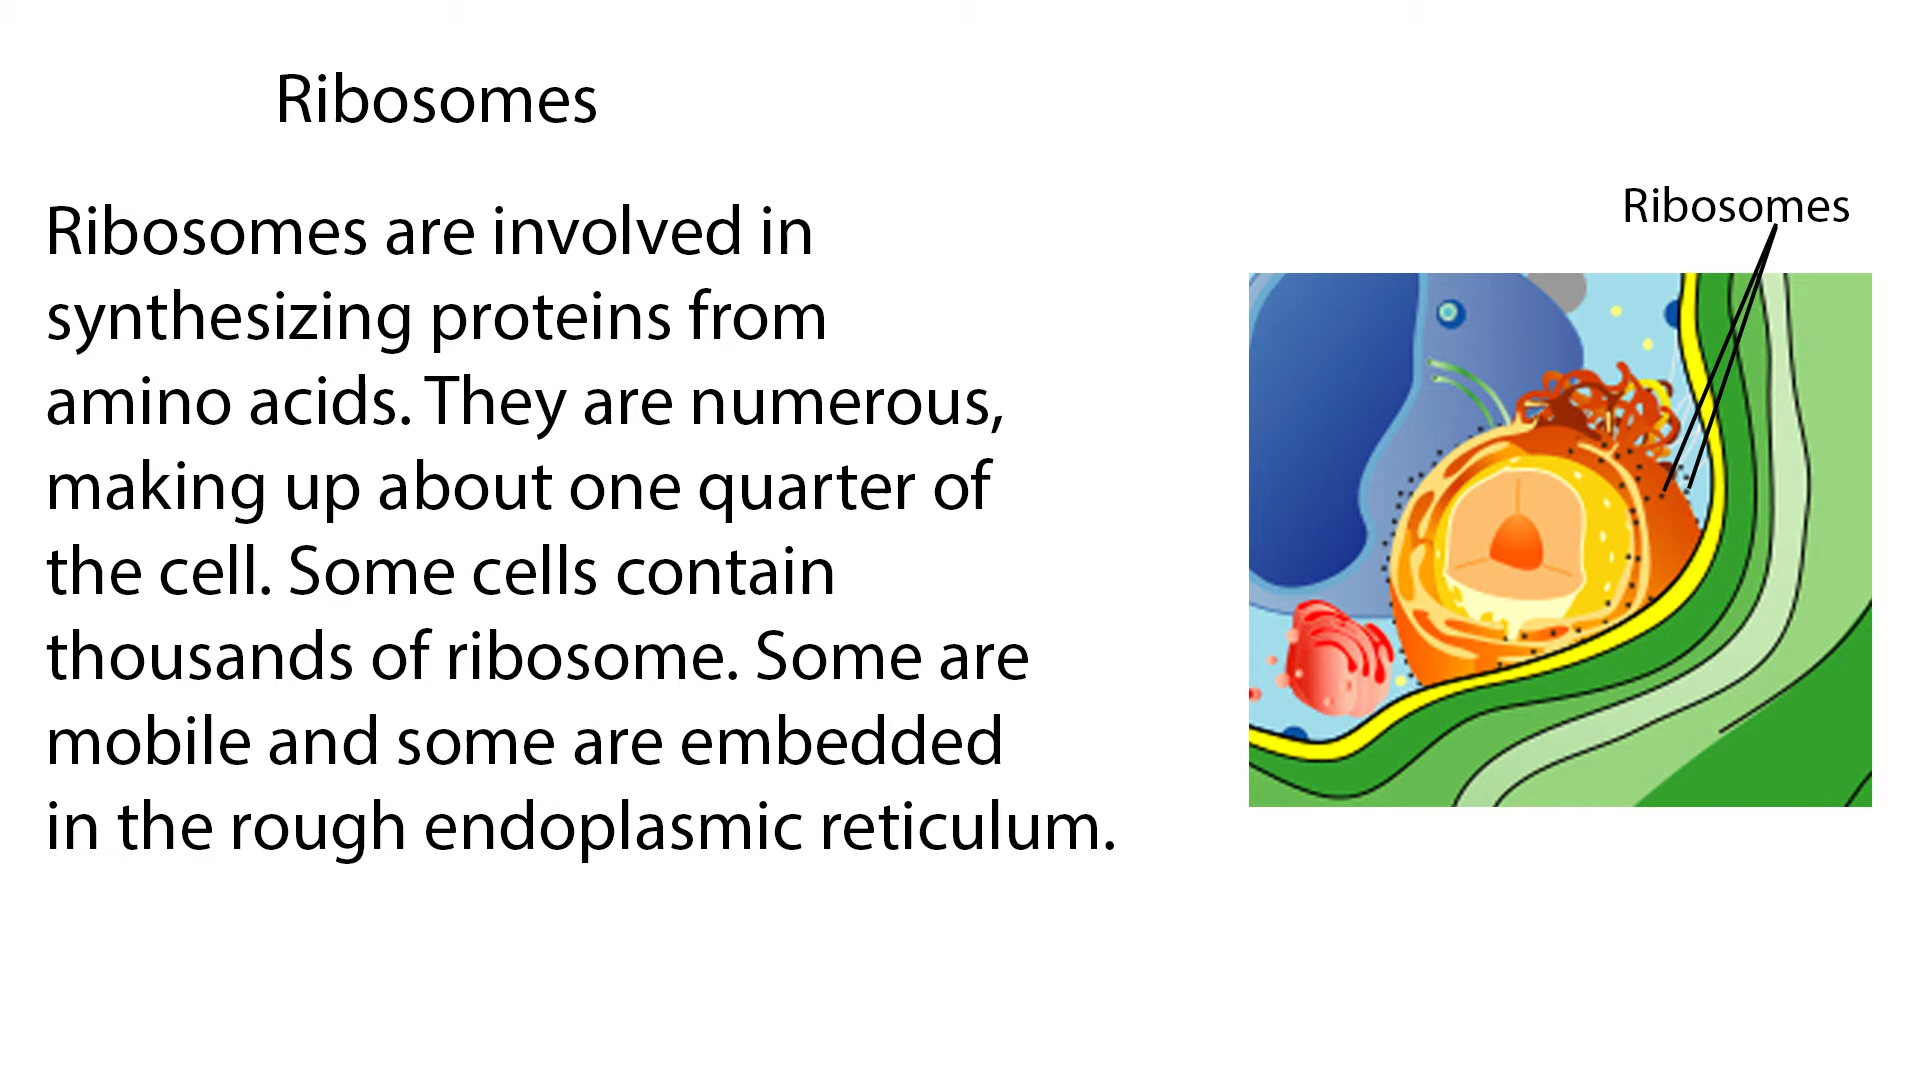 Ribosomes
Ribosomes are involved in
synthesizing proteins from
amino acids. They are numerous,
making up about one quarter of
the cell. Some cells contain
thousands of ribosome. Some are
mobile and some are embedded
in the rough endoplasmic reticulum.
Ribosomes